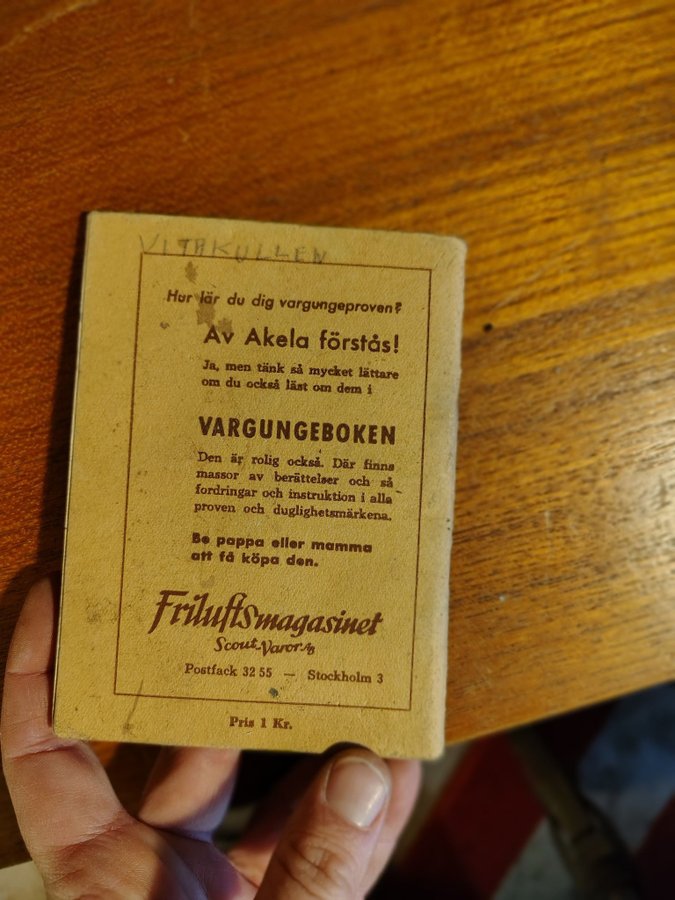 VITAKULLEN
Hur lär du dig vargungeproven?
Av Akela förstås!
Ja, men tänk så mycket lättare
om du också läst om dem i
VARGUNGEBOKEN
Den är rolig också. Där finns
massor av berättelser och så
fordringar och instruktion i alla
proven och duglighetsmärkena.
Be pappa eller mamma
att få köpa den.
Friluftsmagasinet
Scout-Varor A/B
Postfack 32 55 — Stockholm 3
Pris 1 Kr.